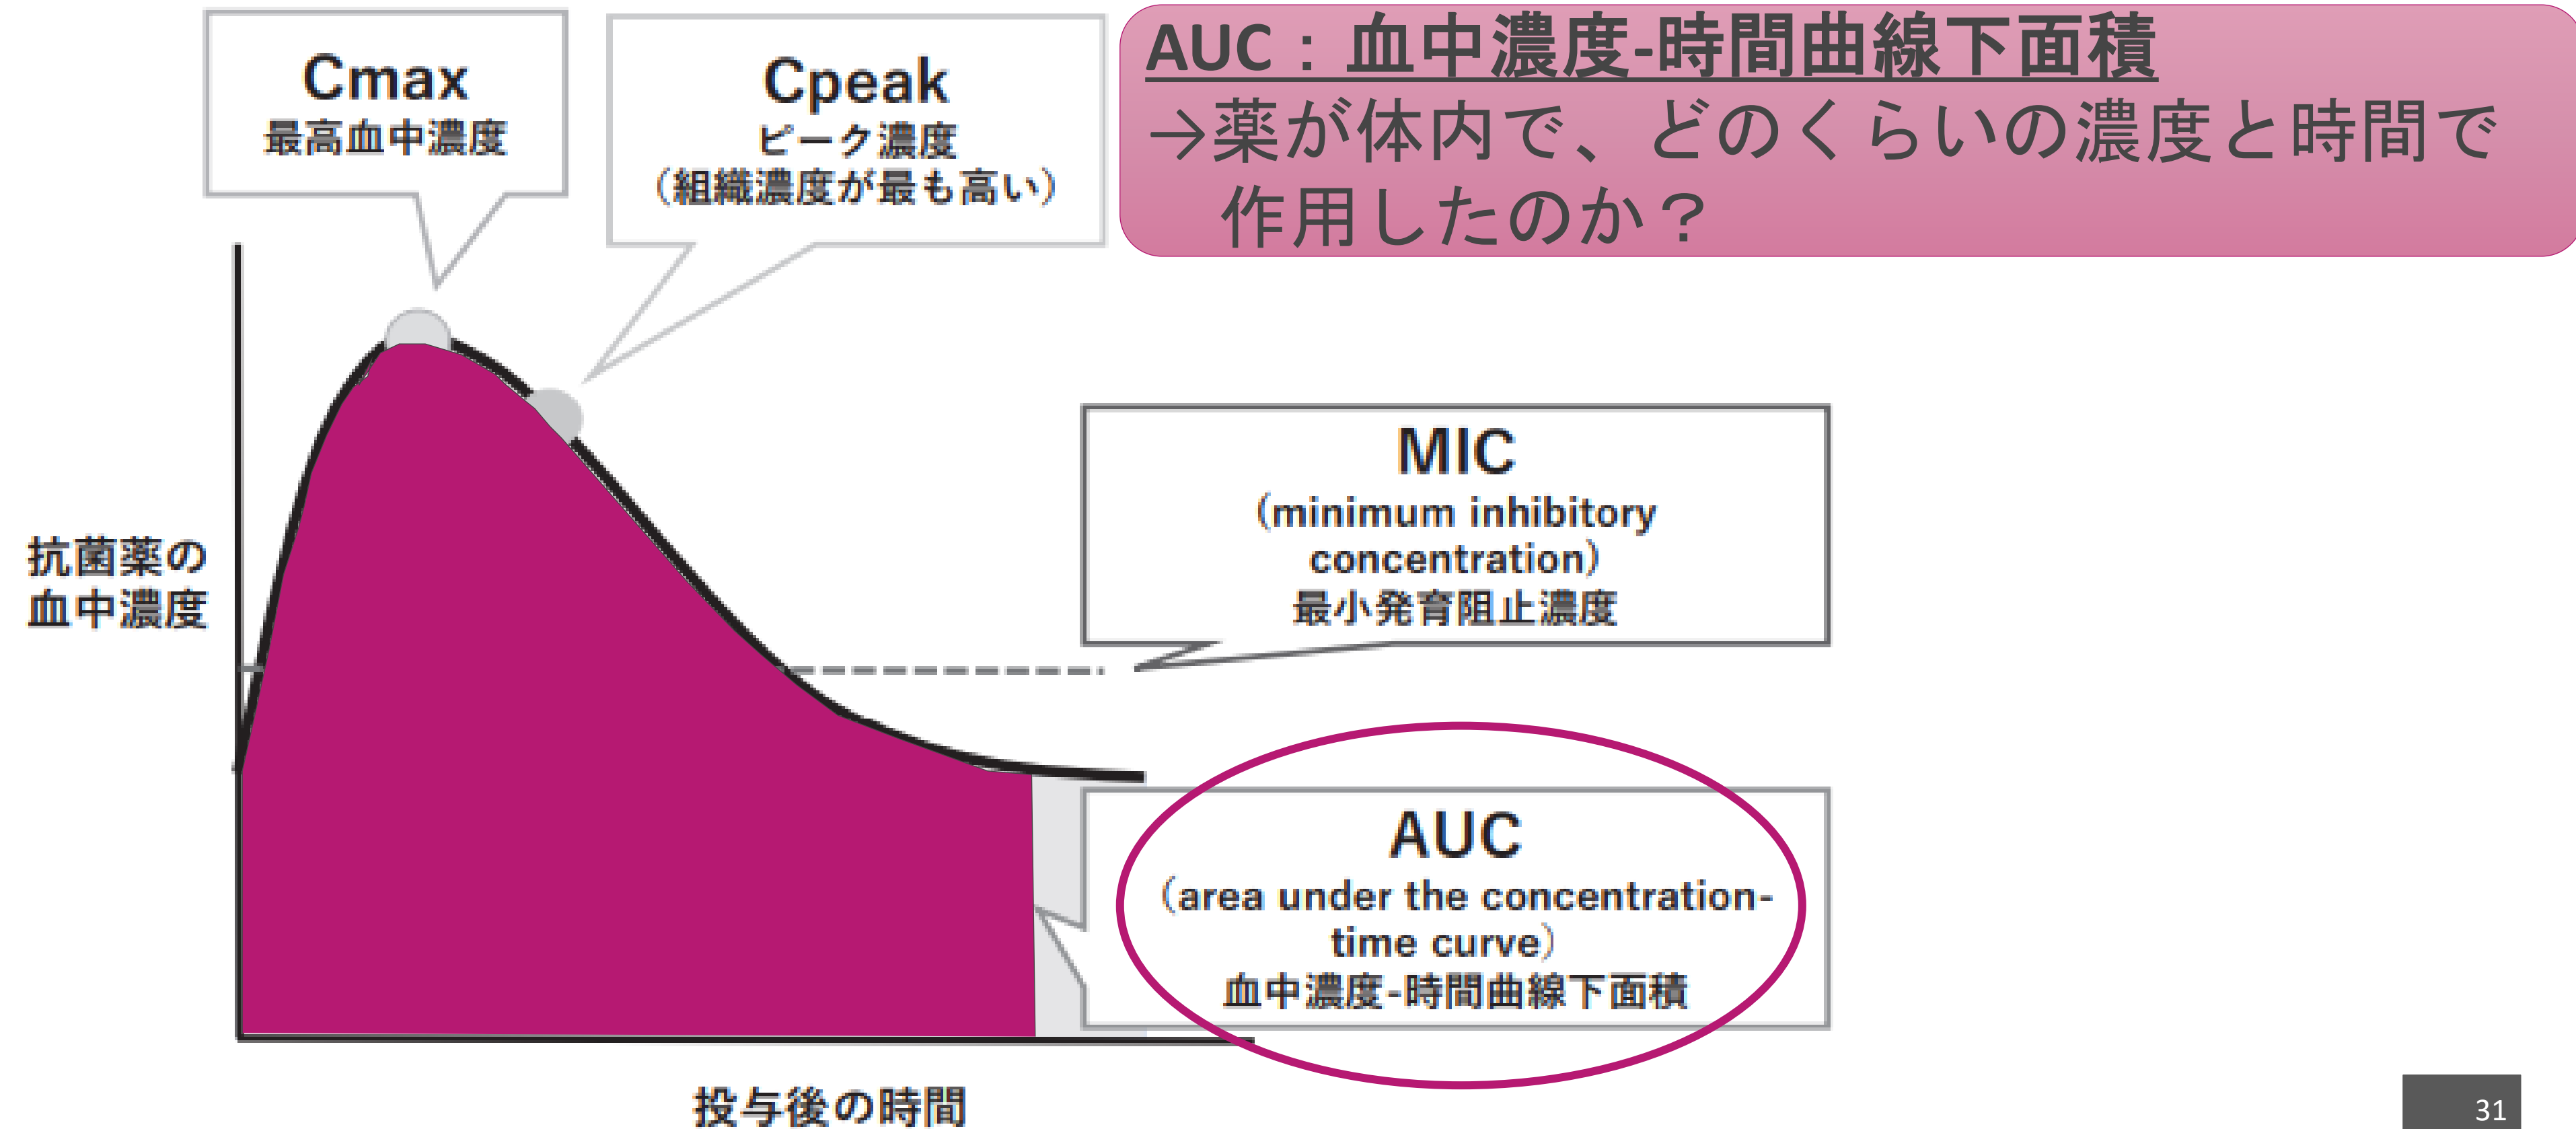 AUC：血中濃度-時間曲線下面積
→薬が体内で、どのくらいの濃度と時間で
作用したのか？
Cmax
最高血中濃度
Cpeak
ピーク濃度
（組織濃度が最も高い）
MIC
（minimum inhibitory
concentration）
最小発育阻止濃度
抗菌薬の
血中濃度
AUC
（area under the concentration-
time curve）
血中濃度-時間曲線下面積
投与後の時間
31